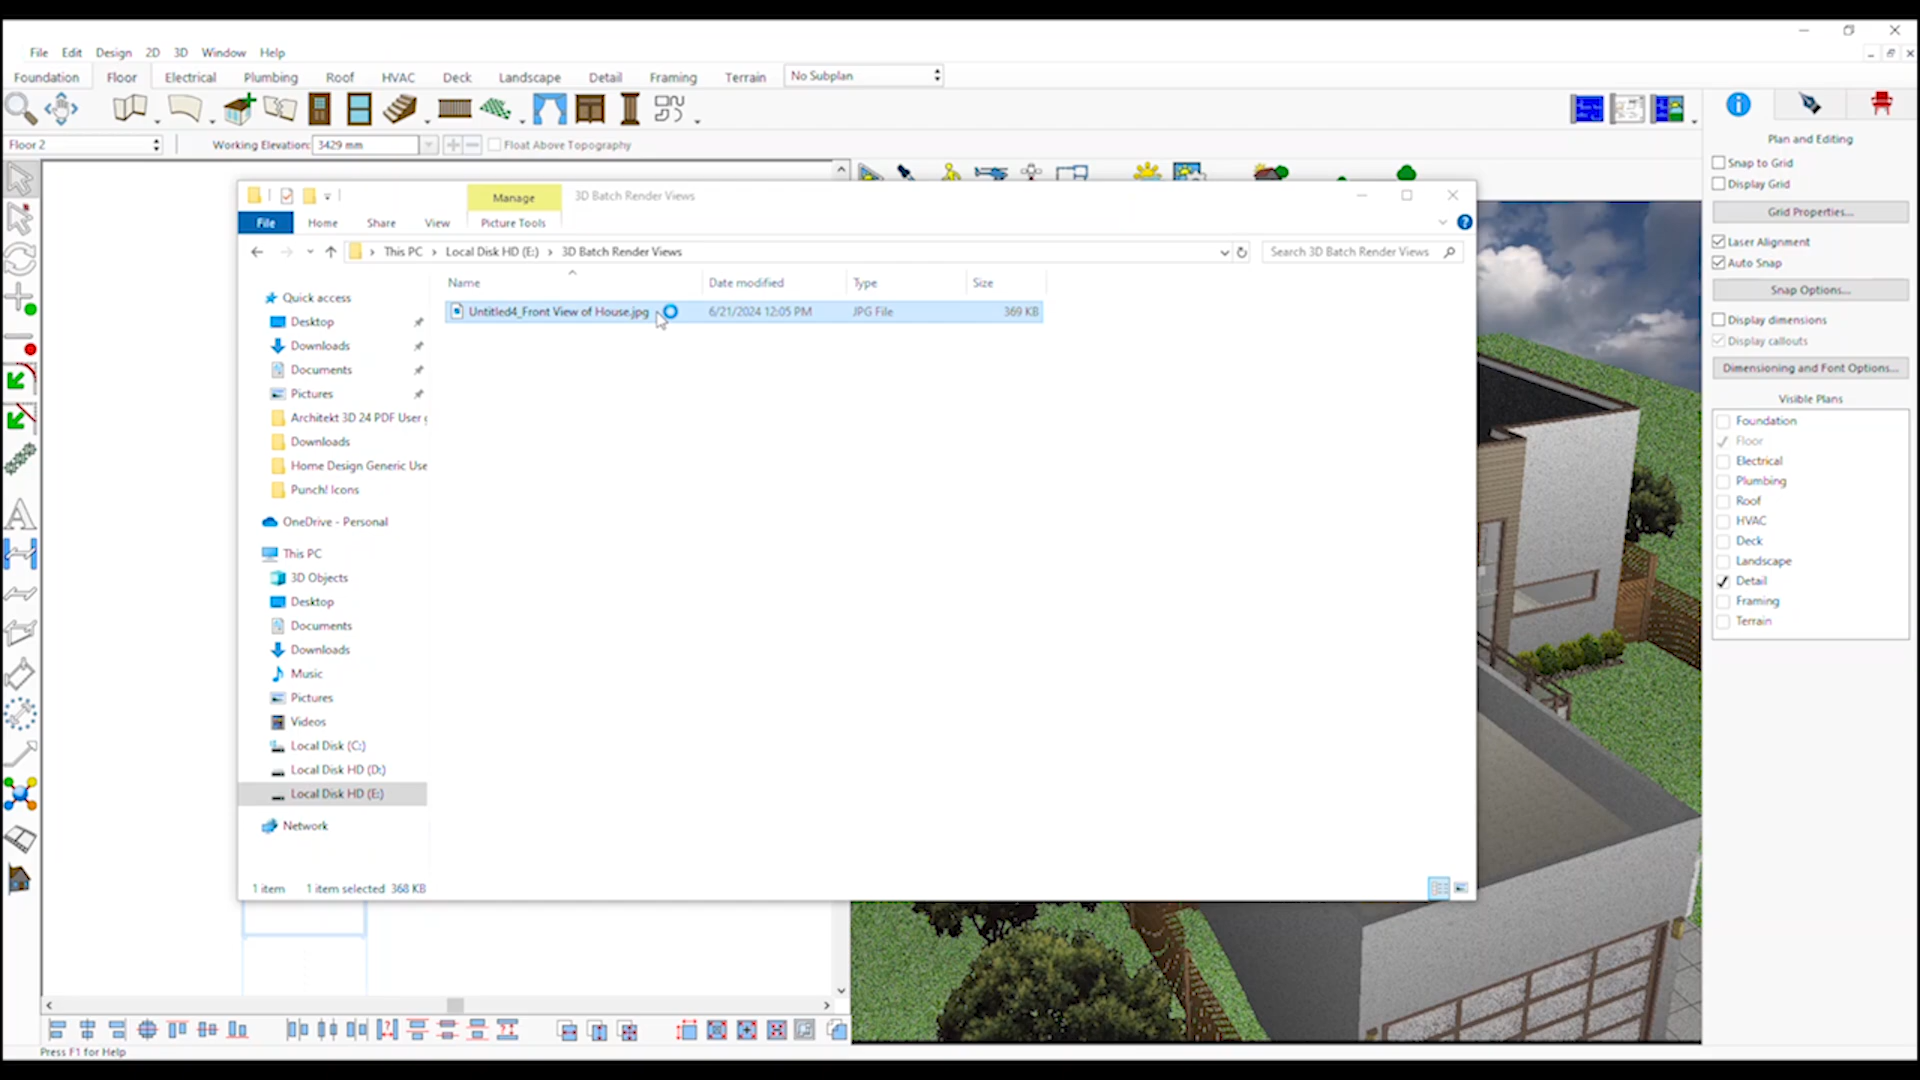 File Edit Design 2D 3D Window Help
Foundation Floor Electrical Plumbing Roof HVAC Deck Landscape Detail Framing Terrain No Subplan
Floor 2 Working Elevation: 3429 mm Float Above Topography
Manage 3D Batch Render Views
File Home Share View Picture Tools
This PC Local Disk HD (E:) 3D Batch Render Views Search 3D Batch Render Views
Name Date modified Type Size
Untitled4_Front View of House.jpg 6/21/2024 12:05 PM JPG File 369 KB
Quick access
Desktop
Downloads
Documents
Pictures
Architekt 3D 24 PDF User
Downloads
Home Design Generic Use
Punch! Icons
OneDrive - Personal
This PC
3D Objects
Desktop
Documents
Downloads
Music
Pictures
Videos
Local Disk (C:)
Local Disk HD (D:)
Local Disk HD (E:)
Network
1 item 1 item selected 368 KB
Press F1 for Help
Plan and Editing
Snap to Grid
Display Grid
Grid Properties...
Laser Alignment
Auto Snap
Snap Options...
Display dimensions
Display callouts
Dimensioning and Font Options...
Visible Plans
Foundation
Floor
Electrical
Plumbing
Roof
HVAC
Deck
Landscape
Detail
Framing
Terrain